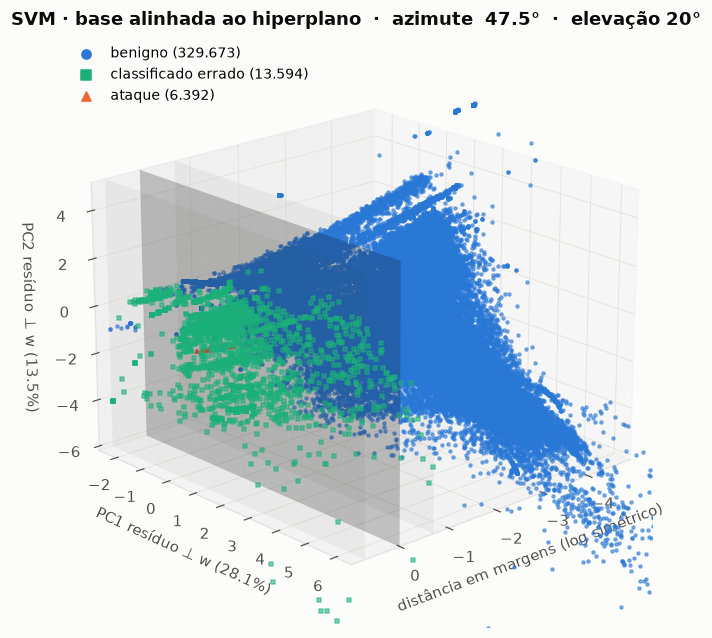 SVM · base alinhada ao hiperplano · azimute 47.5° · elevação 20°
benigno (329.673)
classificado errado (13.594)
ataque (6.392)
PC2 resíduo ⊥ w (13.5%)
4
2
0
−2
−4
−6
−2
−1
0
1
2
3
4
5
6
PC1 resíduo ⊥ w (28.1%)
0
−1
−2
−3
−4
distância em margens (log simétrico)